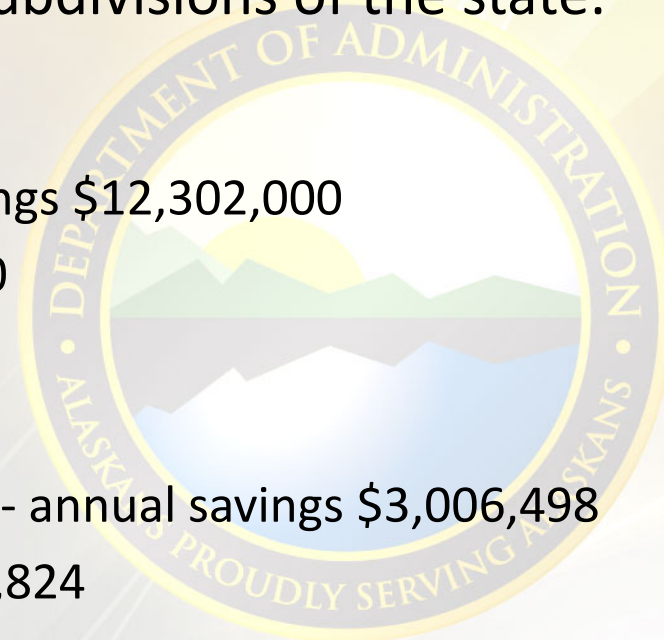 subdivisions of the state.
DEPARTMENT OF ADMINISTRATION
ngs $12,302,000
0
- annual savings $3,006,498
,824
• ALASKANS PROUDLY SERVING ALASKANS •